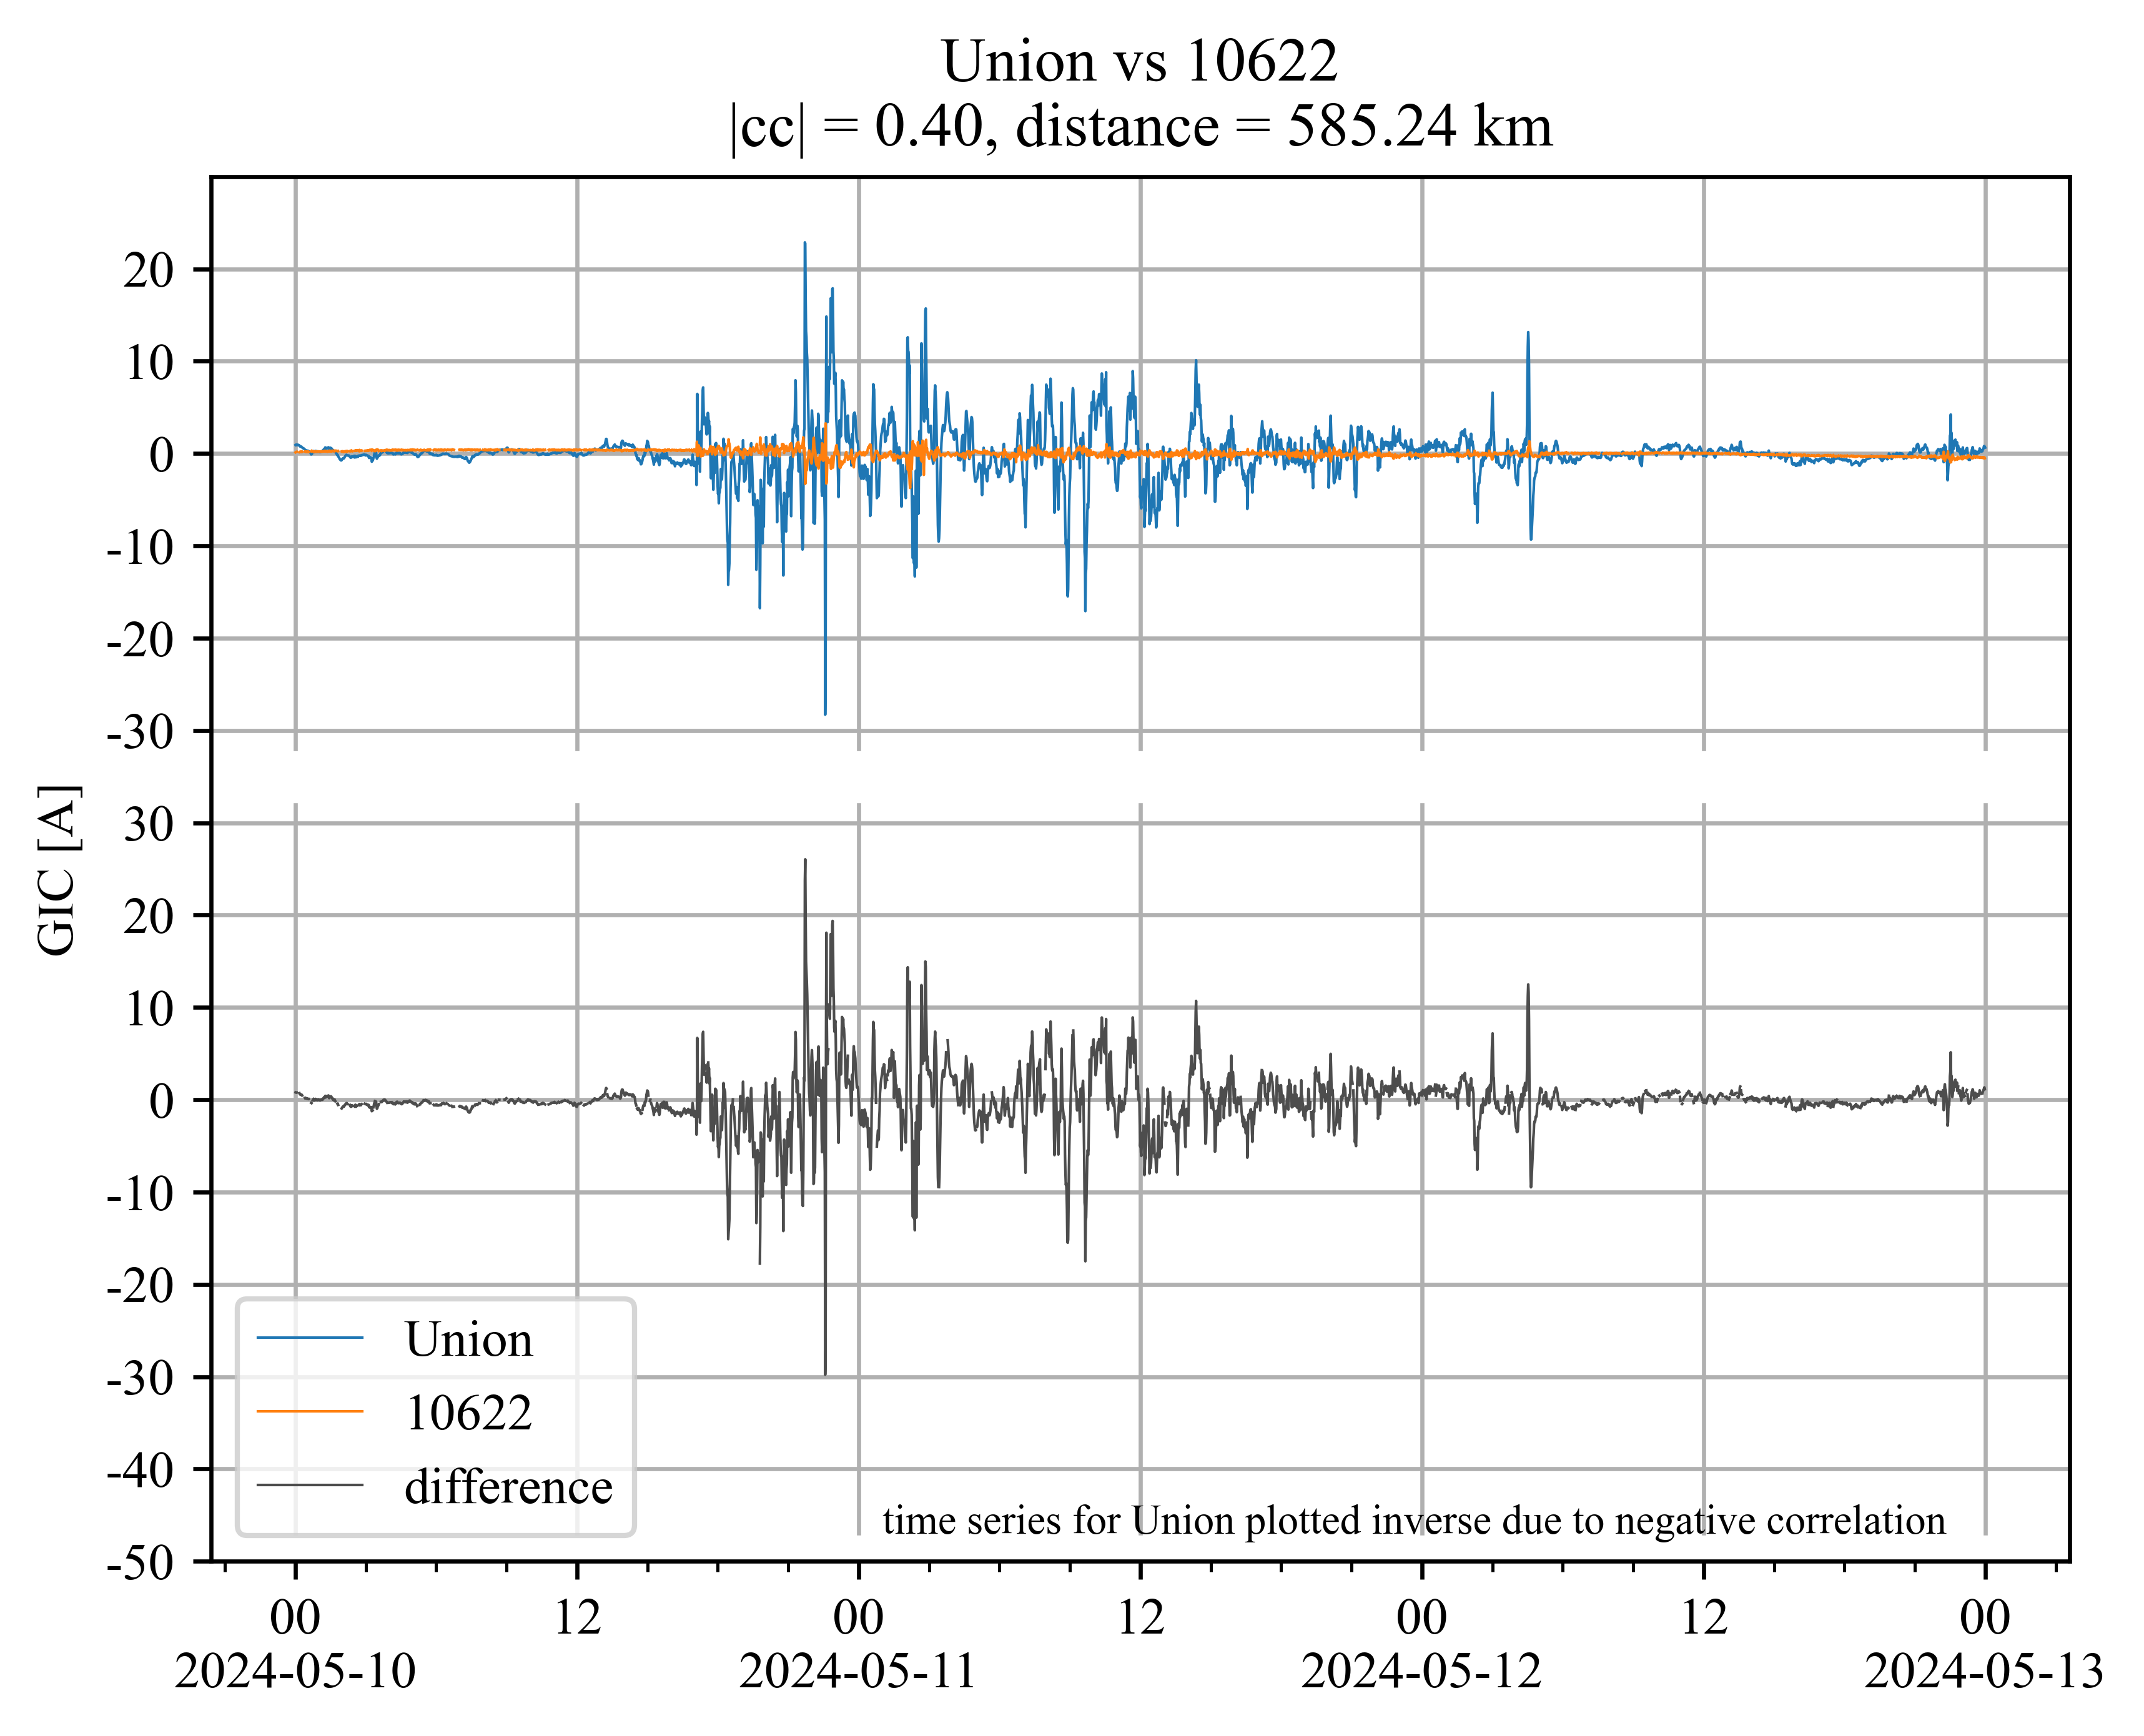 Union vs 10622
|cc| = 0.40, distance = 585.24 km
GIC [A]
20
10
0
-10
-20
-30
30
20
10
0
-10
-20
-30
-40
-50
Union
10622
difference
time series for Union plotted inverse due to negative correlation
00 12 00 12 00 12 00
2024-05-10 2024-05-11 2024-05-12 2024-05-13